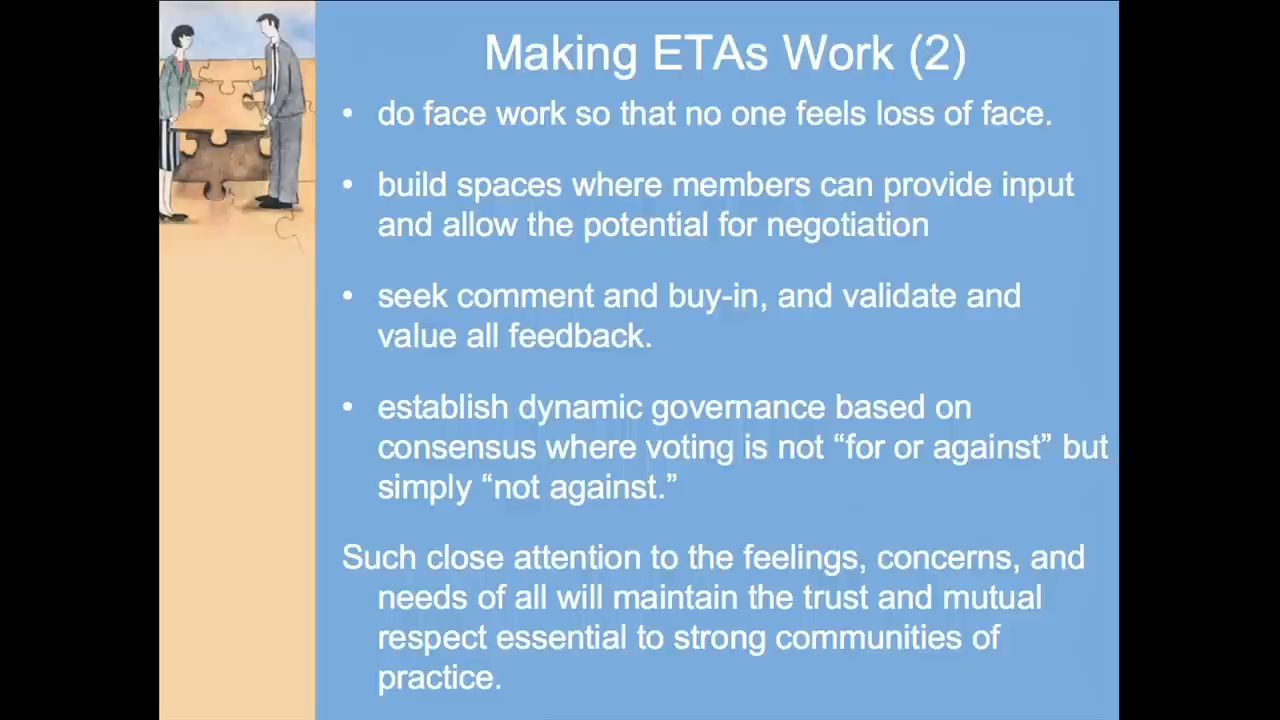 Making ETAs Work (2)
• do face work so that no one feels loss of face.
• build spaces where members can provide input
and allow the potential for negotiation
• seek comment and buy-in, and validate and
value all feedback.
• establish dynamic governance based on
consensus where voting is not “for or against” but
simply “not against.”
Such close attention to the feelings, concerns, and
needs of all will maintain the trust and mutual
respect essential to strong communities of
practice.